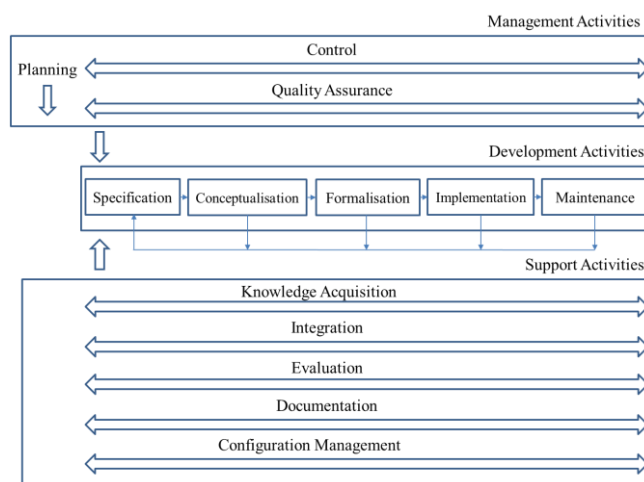 Management Activities
Control
Planning
Quality Assurance
Development Activities
Specification
Conceptualisation
Formalisation
Implementation
Maintenance
Support Activities
Knowledge Acquisition
Integration
Evaluation
Documentation
Configuration Management